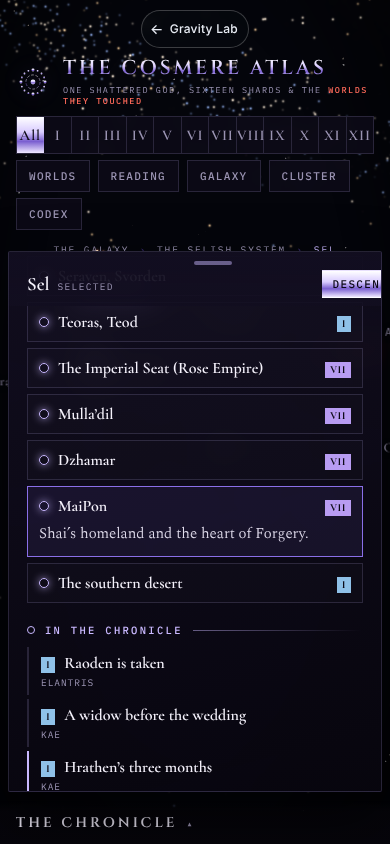 ← Gravity Lab
THE COSMERE ATLAS
ONE SHATTERED GOD, SIXTEEN SHARDS & THE WORLDS
THEY TOUCHED
All I II III IV V VI VII VIII IX X XI XII
WORLDS READING GALAXY CLUSTER
CODEX
THE GALAXY · THE SELISH SYSTEM · SEL
Scraven, Svorden
Sel SELECTED DESCEN
Teoras, Teod I
The Imperial Seat (Rose Empire) VII
Mulla’dil VII
Dzhamar VII
MaiPon VII
Shai’s homeland and the heart of Forgery.
The southern desert I
IN THE CHRONICLE
I Raoden is taken
ELANTRIS
I A widow before the wedding
KAE
I Hrathen’s three months
KAE
THE CHRONICLE ▴